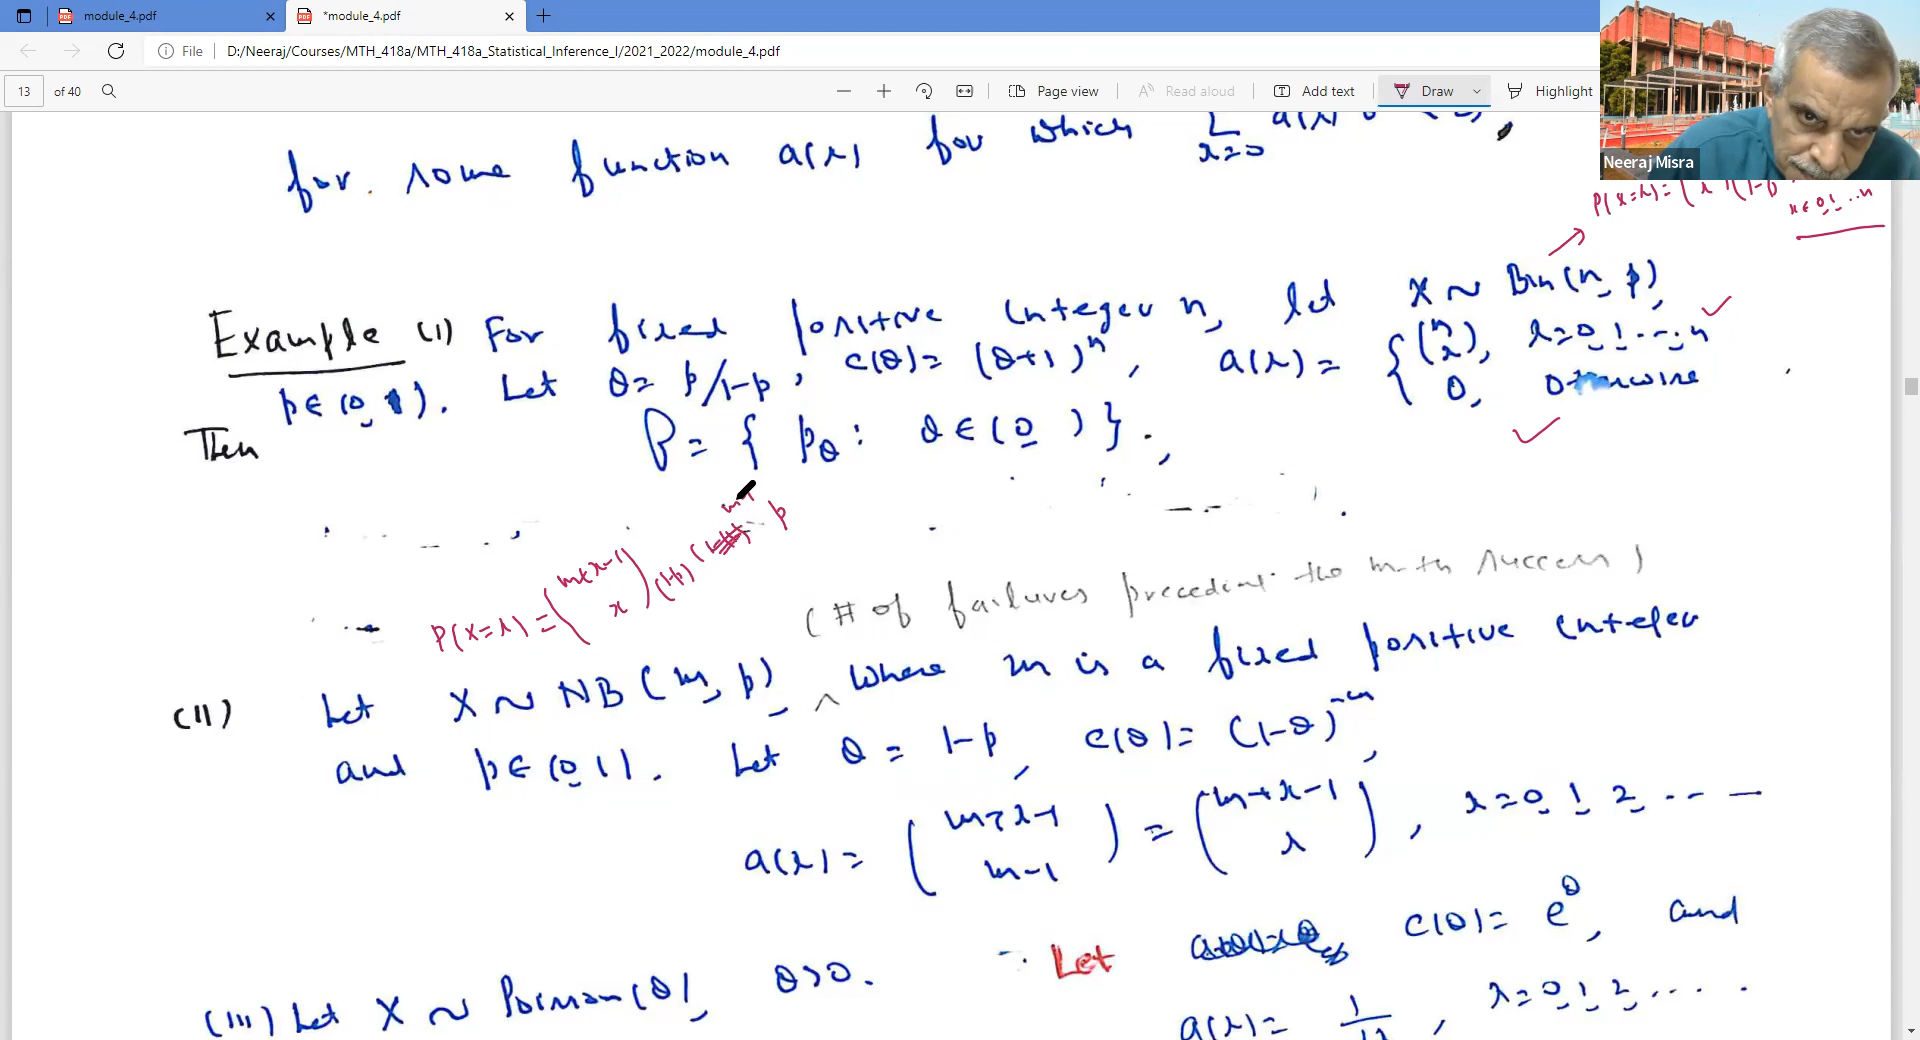 module_4.pdf
*module_4.pdf
File D:/Neeraj/Courses/MTH_418a/MTH_418a_Statistical_Inference_I/2021_2022/module_4.pdf
13 of 40 Page view Read aloud Add text Draw Highlight
Neeraj Misra
for some function a(x) for which
x=0
P(X=x)=
x∈0,1,..n
Example (I) For fixed positive integer n, let X ~ Bin(n, p),
p∈(0,1). Let θ= p/1-p, c(θ)= (θ+1)^n, a(x)= { (n x), x=0,1,...,n
0, otherwise
Then P = { p_θ : θ∈(0 ) }.
P(X=x)= (m+x-1 x) (1-p) p
(# of failures precedent the m-th success)
(II) Let X ~ NB(m, p), ^ where m is a fixed positive integer
and p∈(0,1). Let θ = 1-p, c(θ)= (1-θ)^-m,
a(x)= (m+x-1 m-1) = (m+x-1 x), x=0,1,2,.. --
(III) Let X ~ Poisson(θ), θ>0. Let c(θ)= e^θ, and
a(x)= 1 , x=0,1,2,....